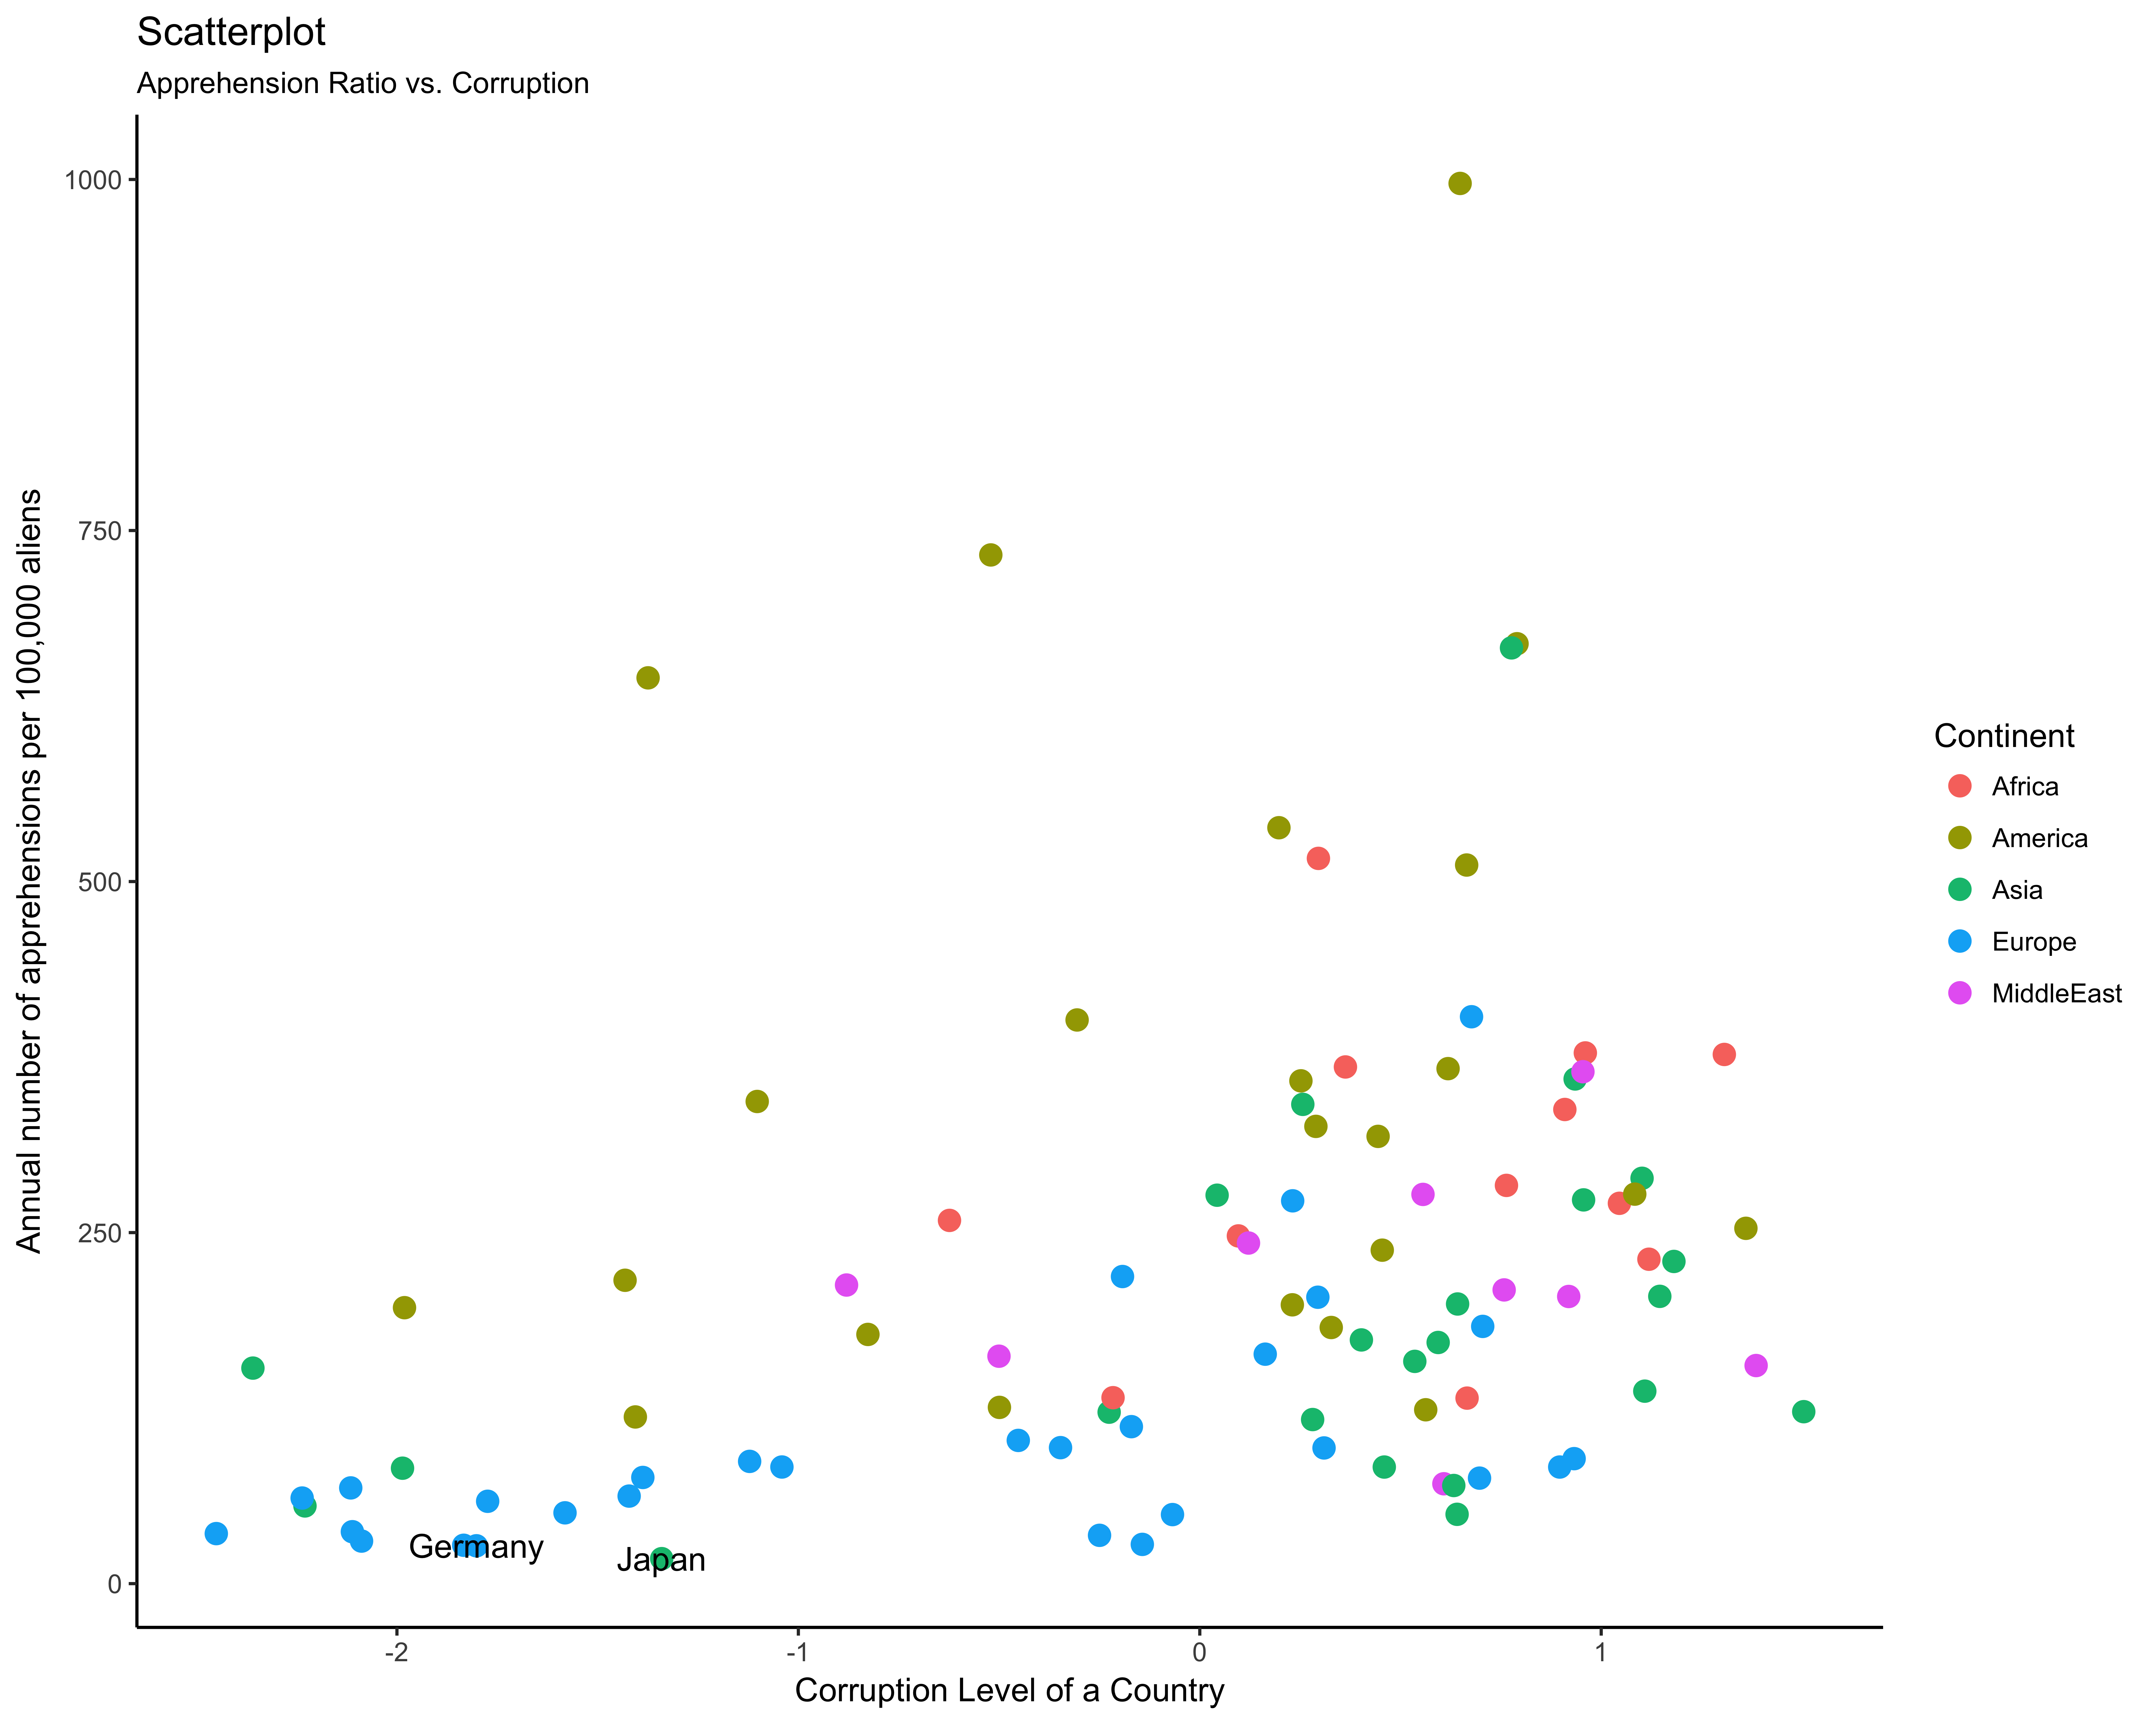 Scatterplot
Apprehension Ratio vs. Corruption
Annual number of apprehensions per 100,000 aliens
1000
750
500
250
0
Germany
Japan
-2
-1
0
1
Corruption Level of a Country
Continent
Africa
America
Asia
Europe
MiddleEast